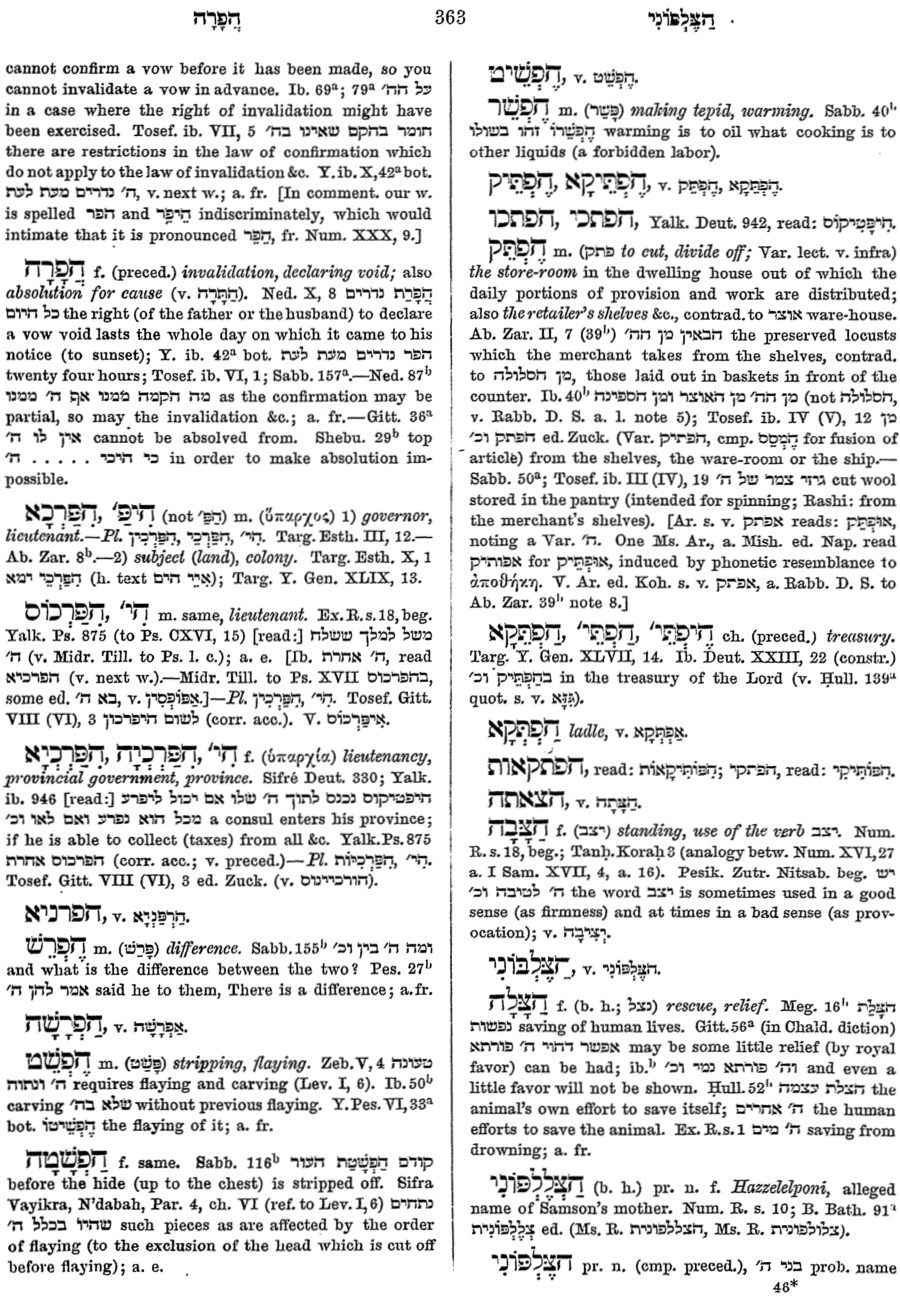 הֲפָרָה 363 הַצֶּלְפּוֹנִי
cannot confirm a vow before it has been made, so you
cannot invalidate a vow in advance. Ib. 69ᵃ; 79ᵃ על הה'
in a case where the right of invalidation might have
been exercised. Tosef. ib. VII, 5 חומר בהקם שאינו בה'
there are restrictions in the law of confirmation which
do not apply to the law of invalidation &c. Y. ib. X, 42ᵃ bot.
ה' נדרים מעת לעת, v. next w.; a. fr. [In comment. our w.
is spelled הפר and הֵיפֵר indiscriminately, which would
intimate that it is pronounced הֵפֵר, fr. Num. XXX, 9.]
הֲפָרָה f. (preced.) invalidation, declaring void; also
absolution for cause (v. הַתָּרָה). Ned. X, 8 הֲפָרַת נדרים
כל היום the right (of the father or the husband) to declare
a vow void lasts the whole day on which it came to his
notice (to sunset); Y. ib. 42ᵃ bot. הפר נדרים מעת לעת
twenty four hours; Tosef. ib. VI, 1; Sabb. 157ᵃ.—Ned. 87ᵇ
מה הקמה ממנו אף ה' ממנו as the confirmation may be
partial, so may the invalidation &c.; a. fr.—Gitt. 36ᵃ
אין לו ה' cannot be absolved from. Shebu. 29ᵇ top
כי היכי . . . . . ה' in order to make absolution im-
possible.
הַפַּרְכָא, הִיפַּ' (not הַפַּ') m. (ὕπαρχος) 1) governor,
lieutenant.—Pl. הִפַּרְכִין, הִפַּרְכֵי, הִי'. Targ. Esth. III, 12.—
Ab. Zar. 8ᵇ.—2) subject (land), colony. Targ. Esth. X, 1
הִפַּרְכֵי ימא (h. text אִיֵּי הים); Targ. Y. Gen. XLIX, 13.
הִפַּרְכוֹס, הִי' m. same, lieutenant. Ex. R. s. 18, beg.
Yalk. Ps. 875 (to Ps. CXVI, 15) [read:] משל למלך ששלח
ה' (v. Midr. Till. to Ps. l. c.); a. e. [Ib. ה' אחרות, read
הפרכיא (v. next w.).—Midr. Till. to Ps. XVII בהפרכוס,
some ed. בא ה', v. אֲפּוֹפְסִין.]—Pl. הִפַּרְכִין, הִי'. Tosef. Gitt.
VIII (VI), 3 לשום היפרכון (corr. acc.). V. אִיפַּרְכוֹס.
הִפַּרְכְיָא, הִפַּרְכְיָה, הִי' f. (ὑπαρχία) lieutenancy,
provincial government, province. Sifré Deut. 330; Yalk.
ib. 946 [read:] היפטיקוס נכנס לתוך ה' שלו אם יכול ליפרע
מכל הוא נפרע ואם לאו וכ' a consul enters his province;
if he is able to collect (taxes) from all &c. Yalk. Ps. 875
הפרכוס אחרת (corr. acc.; v. preced.)—Pl. הִפַּרְכִיּוֹת, הִי'.
Tosef. Gitt. VIII (VI), 3 ed. Zuck. (v. הורכיינוס).
הפרניא, v. הַרְפַּנְיָא.
הֶפְרֵשׁ m. (פָּרַשׁ) difference. Sabb. 155ᵇ ומה ה' בין וכ'
and what is the difference between the two? Pes. 27ᵇ
אמר להן ה' said he to them, There is a difference; a. fr.
הַפְרָשָׁה, v. אַפְרָשָׁה.
הֶפְשֵׁט m. (פָּשַׁט) stripping, flaying. Zeb. V, 4 טעונה
ה' ונתוח requires flaying and carving (Lev. I, 6). Ib. 50ᵇ
carving שלא בה' without previous flaying. Y. Pes. VI, 33ᵃ
bot. הֶפְשֵׁיטוֹ the flaying of it; a. fr.
הַפְשָׁטָה f. same. Sabb. 116ᵇ קודם הַפְשָׁטַת העור
before the hide (up to the chest) is stripped off. Sifra
Vayikra, N'dabah, Par. 4, ch. VI (ref. to Lev. I, 6) נתחים
שהיו בכלל ה' such pieces as are affected by the order
of flaying (to the exclusion of the head which is cut off
before flaying); a. e.
הֶפְשֵׁיט, v. הֶפְשֵׁט.
הֶפְשֵׁר m. (פָּשַׁר) making tepid, warming. Sabb. 40ᵇ
הֶפְשֵׁרוֹ זהו בשולו warming is to oil what cooking is to
other liquids (a forbidden labor).
הֶפְתֵּיק, הֶפְתֵּיקָא, v. הֶפְתֵּק, הֶפְתֵּקָא.
הפתכו, הפתכי, הפתי, Yalk. Deut. 942, read: הִיפָּטִיקוֹס.
הֶפְתֵּק m. (פתק to cut, divide off; Var. lect. v. infra)
the store-room in the dwelling house out of which the
daily portions of provision and work are distributed;
also the retailer's shelves &c., contrad. to אוצר ware-house.
Ab. Zar. II, 7 (39ᵇ) הבאין מן הה' the preserved locusts
which the merchant takes from the shelves, contrad.
to מן הסלולה, those laid out in baskets in front of the
counter. Ib. 40ᵇ מן הה' מן האוצר ומן הספינה (not הסלולה,
v. Rabb. D. S. a. l. note 5); Tosef. ib. IV (V), 12 מן
הפתק וכ' ed. Zuck. (Var. הפתיק, cmp. הֶמְסֵס for fusion of
article) from the shelves, the ware-room or the ship.—
Sabb. 50ᵃ; Tosef. ib. III (IV), 19 גיזי צמר של ה' cut wool
stored in the pantry (intended for spinning; Rashi: from
the merchant's shelves). [Ar. s. v. אפתק reads: אוֹפְתֵּק,
noting a Var. ה'. One Ms. Ar., a. Mish. ed. Nap. read
אפותיק for אוֹפְתֵּיק, induced by phonetic resemblance to
ἀποθήκη. V. Ar. ed. Koh. s. v. אפתק, a. Rabb. D. S. to
Ab. Zar. 39ᵇ note 8.]
הֶפְתֵּקָא, הֶפְתֵּי', הִיפְתֵּי' ch. (preced.) treasury.
Targ. Y. Gen. XLVII, 14. Ib. Deut. XXIII, 22 (constr.)
בהֶפְתֵּיק וכ' in the treasury of the Lord (v. Ḥull. 139ᵃ
quot. s. v. גַּזָּא).
הַפְתְּקָא ladle, v. אַפְּתְקָא.
הפתקאות, read: הִפּוֹתֵיקָאוֹת; הפתקי, read: הִפּוֹתֵיקֵי.
הצאתה, v. הַצָּתָה.
הַצָּבָה f. (יצב) standing, use of the verb יצב. Num.
R. s. 18, beg.; Tanḥ. Koraḥ 3 (analogy betw. Num. XVI, 27
a. I Sam. XVII, 4, a. 16). Pesik. Zutr. Nitsab. beg. יש
ה' לטובה וכ' the word יצב is sometimes used in a good
sense (as firmness) and at times in a bad sense (as prov-
ocation); v. יְצִיבָה.
הַצֶּלְבּוֹנִי, v. הצֶּלְפּוֹנִי.
הַצָּלָה f. (b. h.; נצל) rescue, relief. Meg. 16ᵇ הַצָּלַת
נפשות saving of human lives. Gitt. 56ᵃ (in Chald. diction)
אפשר דהוי ה' פורתא may be some little relief (by royal
favor) can be had; ib.ᵇ וה' פורתא נמי וכ' and even a
little favor will not be shown. Ḥull. 52ᵇ הצלת עצמה the
animal's own effort to save itself; ה' אחרים the human
efforts to save the animal. Ex. R. s. 1 ה' מים saving from
drowning; a. fr.
הַצְלֶלְפּוֹנִי (b. h.) pr. n. f. Hazzelelponi, alleged
name of Samson's mother. Num. R. s. 10; B. Bath. 91ᵃ
צְלֶלְפּוֹנִית ed. (Ms. R. הצללפונית, Ms. R. צלולפונית).
הצֶּלְפּוֹנִי pr. n. (cmp. preced.), בני ה' prob. name
46*